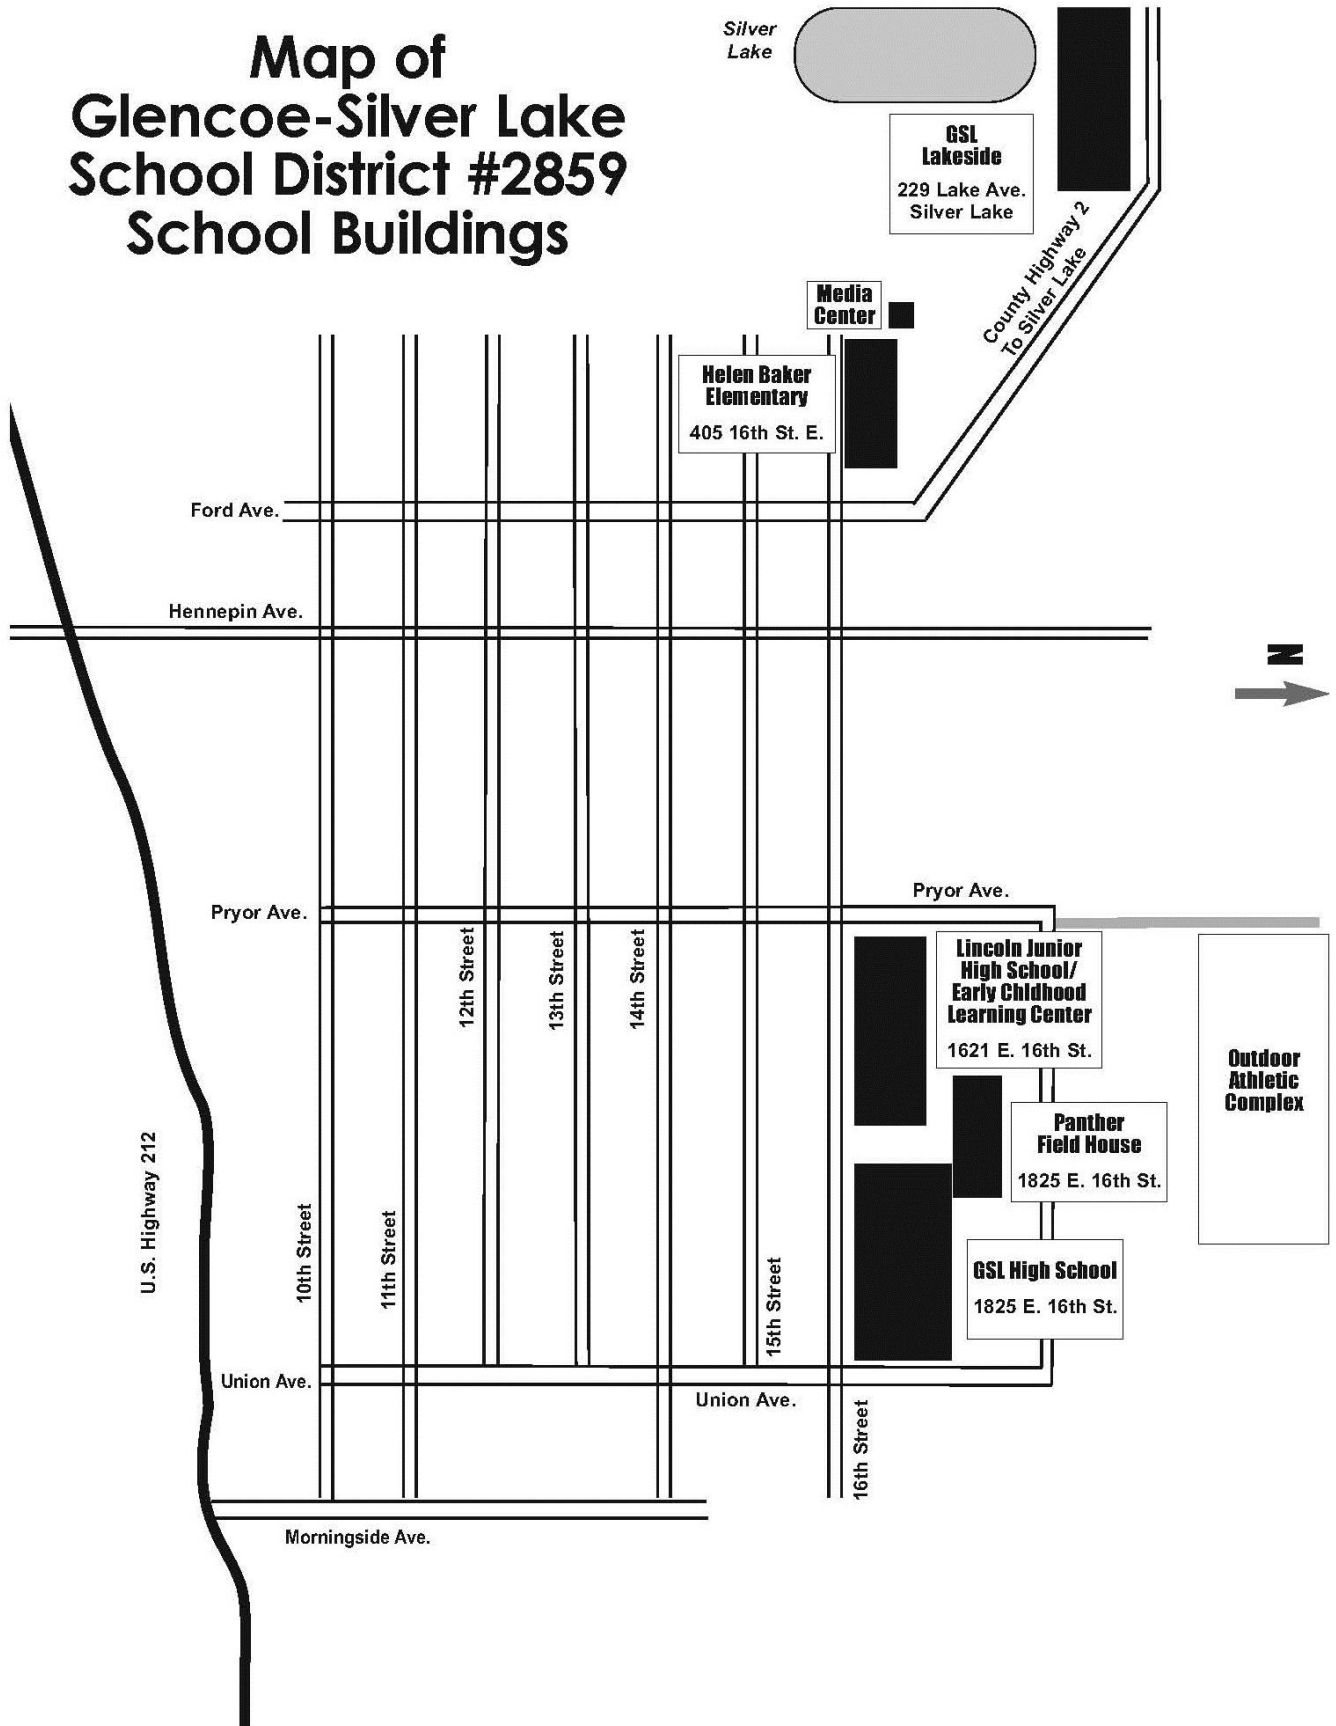 Map of
Glencoe-Silver Lake
School District #2859
School Buildings
Silver
Lake
GSL
Lakeside
229 Lake Ave.
Silver Lake
County Highway 2
To Silver Lake
Media
Center
Helen Baker
Elementary
405 16th St. E.
Ford Ave.
Hennepin Ave.
N
Pryor Ave.
Pryor Ave.
12th Street
13th Street
14th Street
Lincoln Junior
High School/
Early Chldhood
Learning Center
1621 E. 16th St.
Outdoor
Athletic
Complex
Panther
Field House
1825 E. 16th St.
U.S. Highway 212
10th Street
11th Street
15th Street
GSL High School
1825 E. 16th St.
Union Ave.
Union Ave.
16th Street
Morningside Ave.